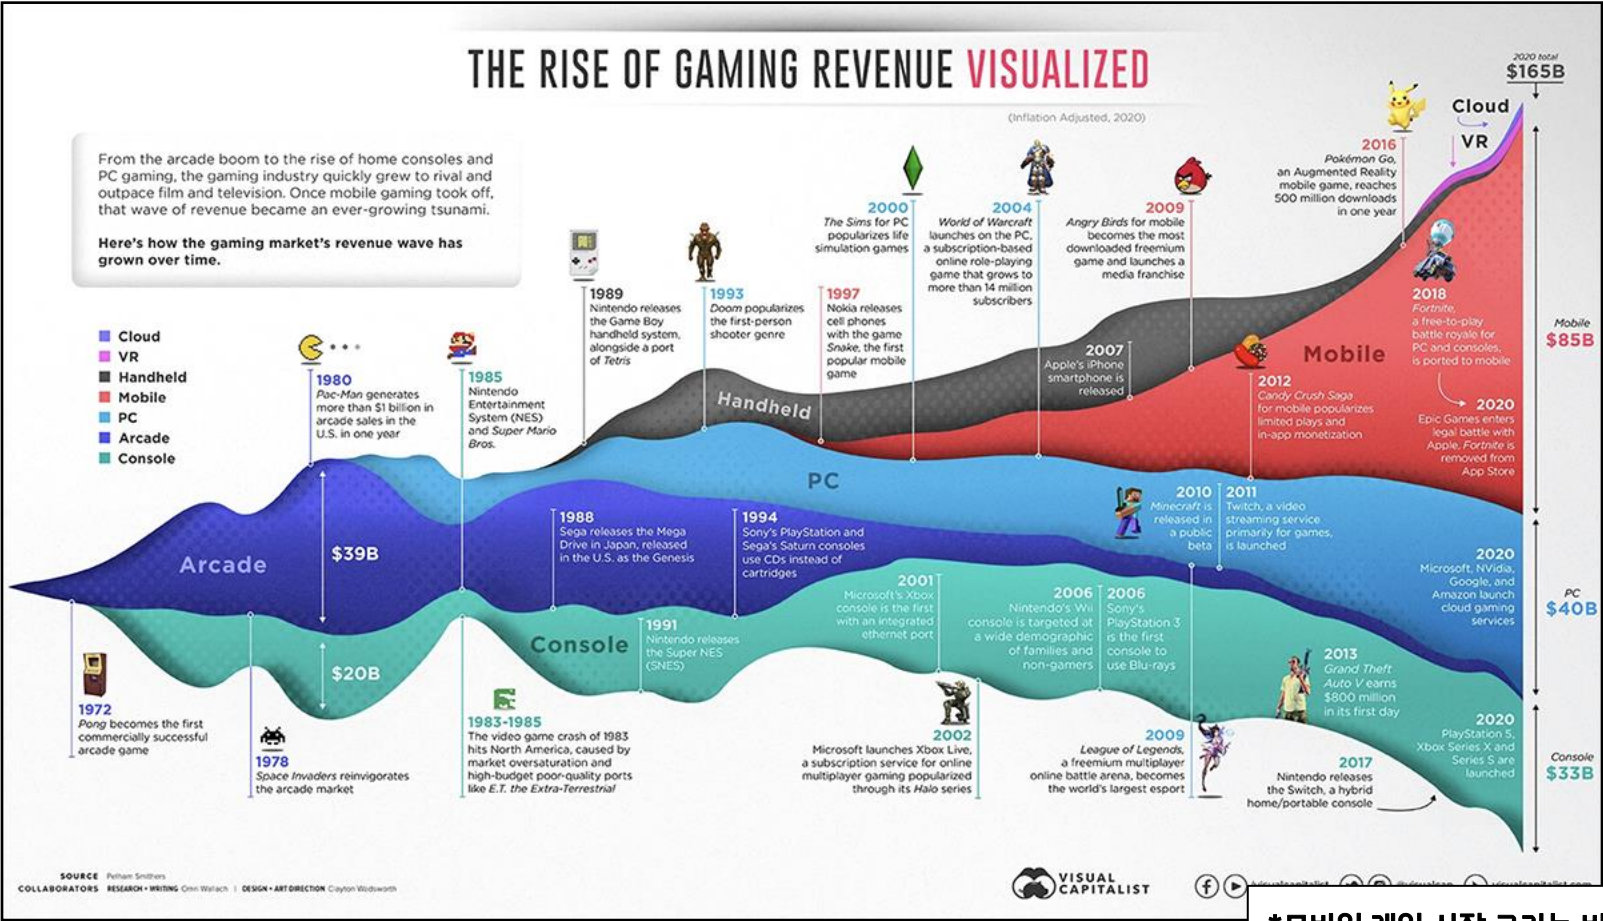 THE RISE OF GAMING REVENUE VISUALIZED
(Inflation Adjusted, 2020)
From the arcade boom to the rise of home consoles and
PC gaming, the gaming industry quickly grew to rival and
outpace film and television. Once mobile gaming took off,
that wave of revenue became an ever-growing tsunami.
Here's how the gaming market's revenue wave has
grown over time.
Cloud
VR
Handheld
Mobile
PC
Arcade
Console
1980
Pac-Man generates
more than $1 billion in
arcade sales in the
U.S. in one year
1985
Nintendo
Entertainment
System (NES)
and Super Mario
Bros.
1989
Nintendo releases
the Game Boy
handheld system,
alongside a port
of Tetris
1993
Doom popularizes
the first-person
shooter genre
1997
Nokia releases
cell phones
with the game
Snake, the first
popular mobile
game
2000
The Sims for PC
popularizes life
simulation games
2004
World of Warcraft
launches on the PC,
a subscription-based
online role-playing
game that grows to
more than 14 million
subscribers
2009
Angry Birds for mobile
becomes the most
downloaded freemium
game and launches a
media franchise
2016
Pokémon Go,
an Augmented Reality
mobile game, reaches
500 million downloads
in one year
2020 total
$165B
Cloud
VR
2018
Fortnite,
a free-to-play
battle royale for
PC and consoles,
is ported to mobile
2020
Epic Games enters
legal battle with
Apple. Fortnite is
removed from
App Store
2007
Apple's iPhone
smartphone is
released
2012
Candy Crush Saga
for mobile popularizes
limited plays and
in-app monetization
Mobile
Mobile
$85B
Handheld
PC
Arcade
$39B
Console
$20B
1988
Sega releases the Mega
Drive in Japan, released
in the U.S. as the Genesis
1994
Sony's PlayStation and
Sega's Saturn consoles
use CDs instead of
cartridges
2010
Minecraft is
released in
a public
beta
2011
Twitch, a video
streaming service
primarily for games,
is launched
2020
Microsoft, NVidia,
Google, and
Amazon launch
cloud gaming
services
PC
$40B
1991
Nintendo releases
the Super NES
(SNES)
2001
Microsoft's Xbox
console is the first
with an integrated
ethernet port
2006
Nintendo's Wii
console is targeted at
a wide demographic
of families and
non-gamers
2006
Sony's
PlayStation 3
is the first
console to
use Blu-rays
2013
Grand Theft
Auto V earns
$800 million
in its first day
2020
PlayStation 5,
Xbox Series X and
Series S are
launched
Console
$33B
1972
Pong becomes the first
commercially successful
arcade game
1978
Space Invaders reinvigorates
the arcade market
1983-1985
The video game crash of 1983
hits North America, caused by
market oversaturation and
high-budget poor-quality ports
like E.T. the Extra-Terrestrial
2002
Microsoft launches Xbox Live,
a subscription service for online
multiplayer gaming popularized
through its Halo series
2009
League of Legends,
a freemium multiplayer
online battle arena, becomes
the world's largest esport
2017
Nintendo releases
the Switch, a hybrid
home/portable console
SOURCE Pelham Smithers
COLLABORATORS RESEARCH + WRITING Omri Wallach | DESIGN + ART DIRECTION Clayton Wadsworth
VISUAL
CAPITALIST